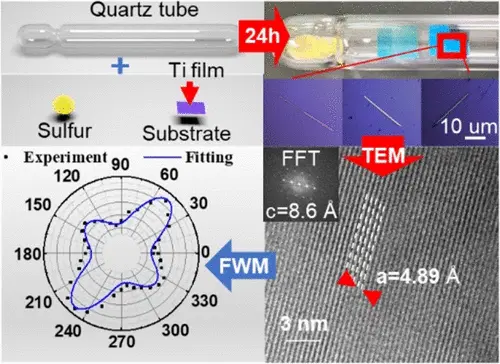 Quartz tube
24h
+
Ti film
Sulfur
Substrate
10 um
• Experiment
Fitting
90
120
60
150
30
180
0
210
330
240
300
270
FWM
TEM
FFT
c=8.6 Å
a=4.89 Å
3 nm